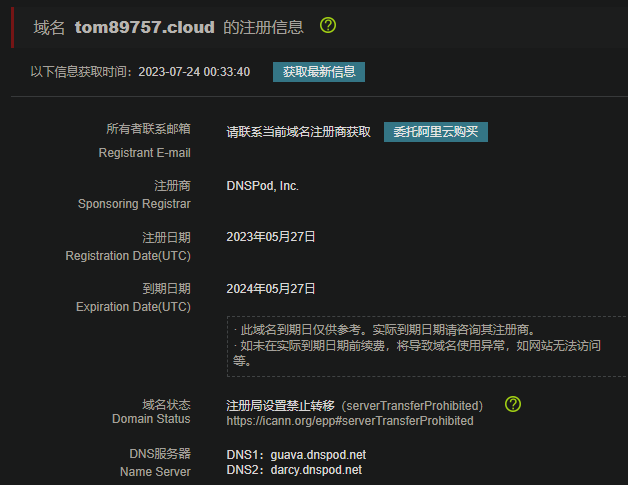 域名 tom89757.cloud 的注册信息 ?
以下信息获取时间：2023-07-24 00:33:40 获取最新信息
所有者联系邮箱 请联系当前域名注册商获取 委托阿里云购买
Registrant E-mail
注册商 DNSPod, Inc.
Sponsoring Registrar
注册日期 2023年05月27日
Registration Date(UTC)
到期日期 2024年05月27日
Expiration Date(UTC)
· 此域名到期日仅供参考。实际到期日期请咨询其注册商。
· 如未在实际到期日期前续费，将导致域名使用异常，如网站无法访问
等。
域名状态 注册局设置禁止转移（serverTransferProhibited） ?
Domain Status https://icann.org/epp#serverTransferProhibited
DNS服务器 DNS1：guava.dnspod.net
Name Server DNS2：darcy.dnspod.net